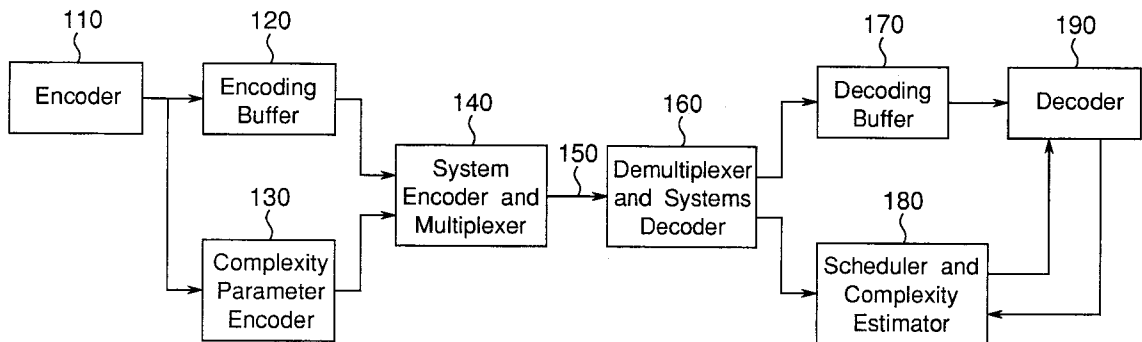 110
Encoder
120
Encoding
Buffer
130
Complexity
Parameter
Encoder
140
System
Encoder and
Multiplexer
150
160
Demultiplexer
and Systems
Decoder
170
Decoding
Buffer
180
Scheduler and
Complexity
Estimator
190
Decoder